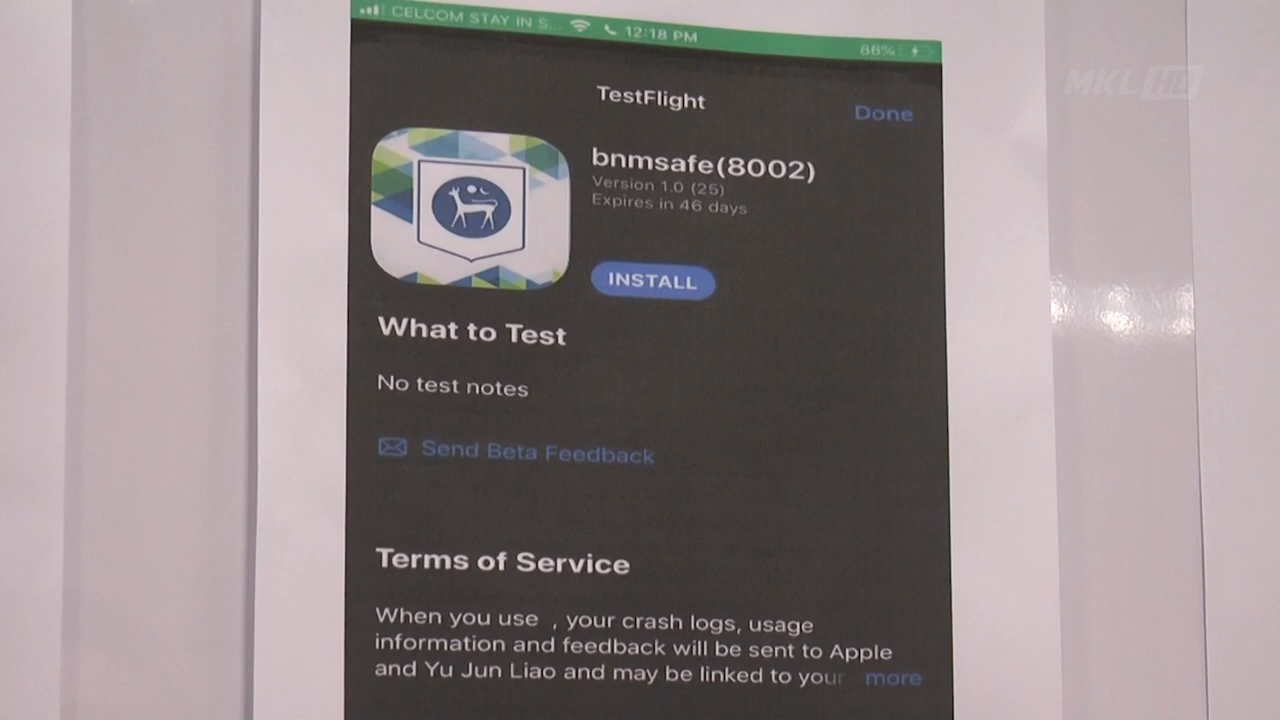 CELCOM STAY IN S... 12:18 PM 86%
MKL HD
TestFlight
Done
bnmsafe(8002)
Version 1.0 (25)
Expires in 46 days
INSTALL
What to Test
No test notes
Send Beta Feedback
Terms of Service
When you use , your crash logs, usage
information and feedback will be sent to Apple
and Yu Jun Liao and may be linked to your more